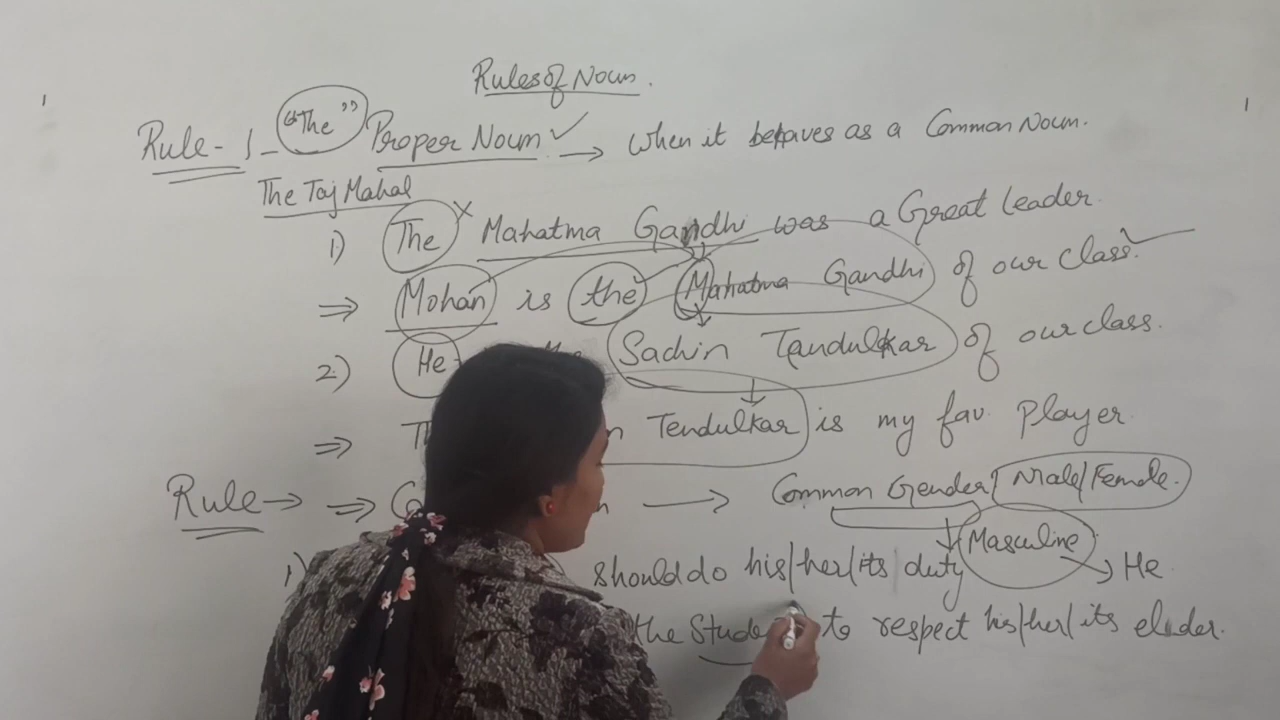 Rules of Noun.
Rule- 1- "The" Proper Noun ✓ → When it behaves as a Common Noun.
The Taj Mahal
1) The × Mahatma Gandhi was a Great leader.
⇒ Mohan is the Mahatma Gandhi of our class. ✓
2) He Sachin Tandulkar of our class.
⇒ Tendulkar is my fav. Player.
Rule → ⇒ → Common Gender / Male/Female.
Masculine → He
1) should do his/her/its duty
the Stude to respect his/her/its elder.